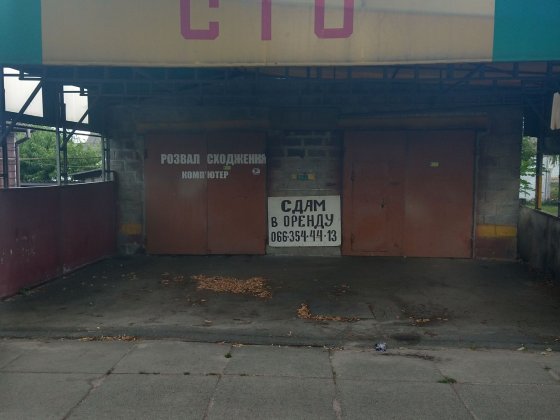 СТО
РОЗВАЛ СХОДЖЕННЯ
КОМП'ЮТЕР
СДАМ
В ОРЕНДУ
066-354-44-13